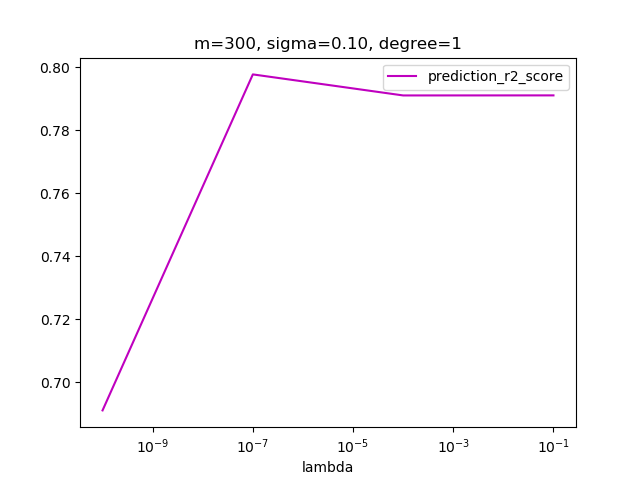 m=300, sigma=0.10, degree=1
prediction_r2_score
0.80
0.78
0.76
0.74
0.72
0.70
10⁻⁹ 10⁻⁷ 10⁻⁵ 10⁻³ 10⁻¹
lambda